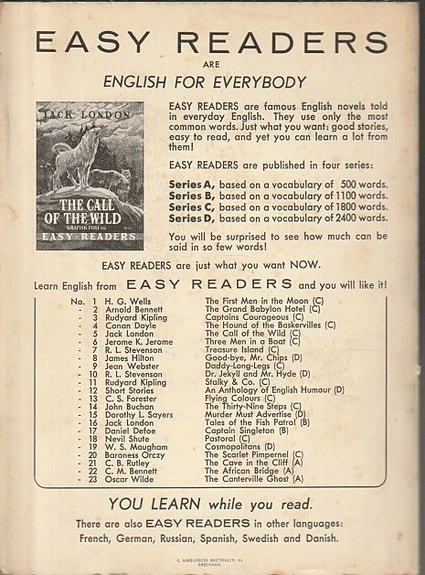 EASY READERS
ARE
ENGLISH FOR EVERYBODY
JACK LONDON
THE CALL
OF THE WILD
GRAFISK FORLAG
EASY-READERS
EASY READERS are famous English novels told
in everyday English. They use only the most
common words. Just what you want: good stories,
easy to read, and yet you can learn a lot from
them!
EASY READERS are published in four series:
Series A, based on a vocabulary of 500 words.
Series B, based on a vocabulary of 1100 words.
Series C, based on a vocabulary of 1800 words.
Series D, based on a vocabulary of 2400 words.
You will be surprised to see how much can be
said in so few words!
EASY READERS are just what you want NOW.
Learn English from EASY READERS and you will like it!
No. 1 H. G. Wells The First Men in the Moon (C)
- 2 Arnold Bennett The Grand Babylon Hotel (C)
- 3 Rudyard Kipling Captains Courageous (C)
- 4 Conan Doyle The Hound of the Baskervilles (C)
- 5 Jack London The Call of the Wild (C)
- 6 Jerome K. Jerome Three Men in a Boat (C)
- 7 R. L. Stevenson Treasure Island (C)
- 8 James Hilton Good-bye, Mr. Chips (D)
- 9 Jean Webster Daddy-Long-Legs (C)
- 10 R. L. Stevenson Dr. Jekyll and Mr. Hyde (D)
- 11 Rudyard Kipling Stalky & Co. (C)
- 12 Short Stories An Anthology of English Humour (D)
- 13 C. S. Forester Flying Colours (C)
- 14 John Buchan The Thirty-Nine Steps (C)
- 15 Dorothy L. Sayers Murder Must Advertise (D)
- 16 Jack London Tales of the Fish Patrol (B)
- 17 Daniel Defoe Captain Singleton (B)
- 18 Nevil Shute Pastoral (C)
- 19 W. S. Maugham Cosmopolitans (D)
- 20 Baroness Orczy The Scarlet Pimpernel (C)
- 21 C. B. Rutley The Cave in the Cliff (A)
- 22 C. M. Bennett The African Bridge (A)
- 23 Oscar Wilde The Canterville Ghost (A)
YOU LEARN while you read.
There are also EASY READERS in other languages:
French, German, Russian, Spanish, Swedish and Danish.